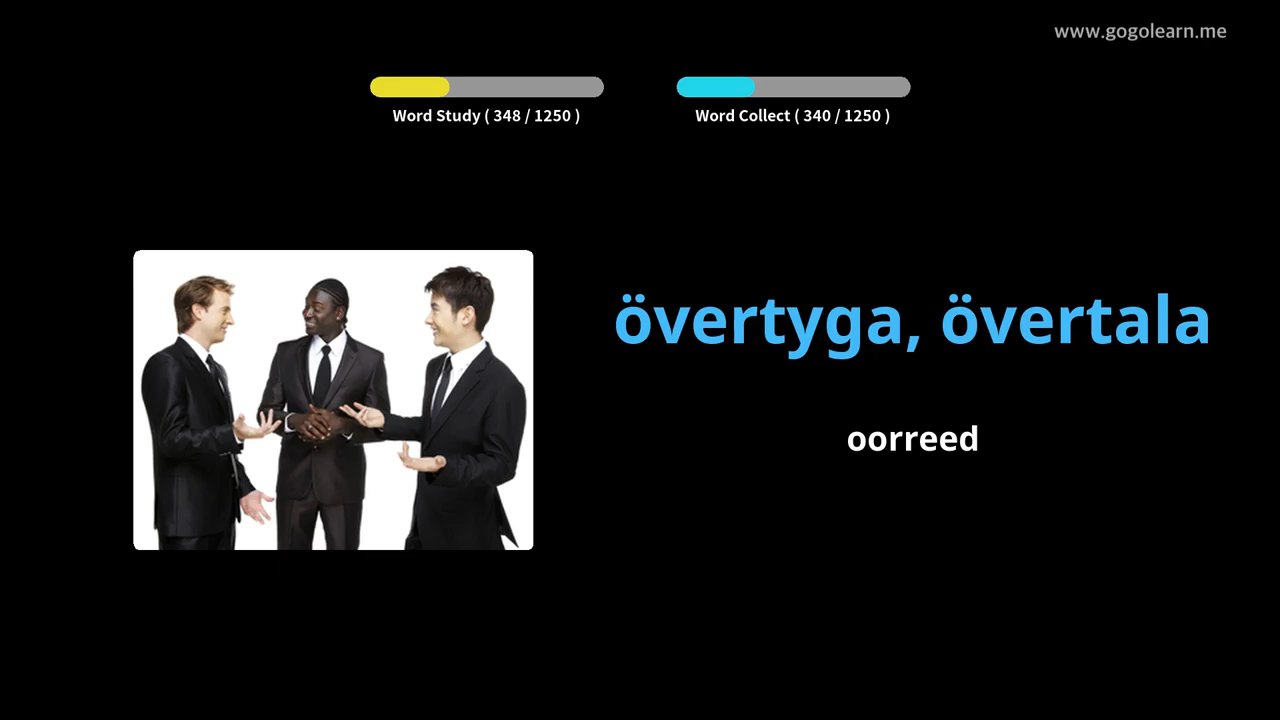 www.gogolearn.me
Word Study ( 348 / 1250 )
Word Collect ( 340 / 1250 )
övertyga, övertala
oorreed